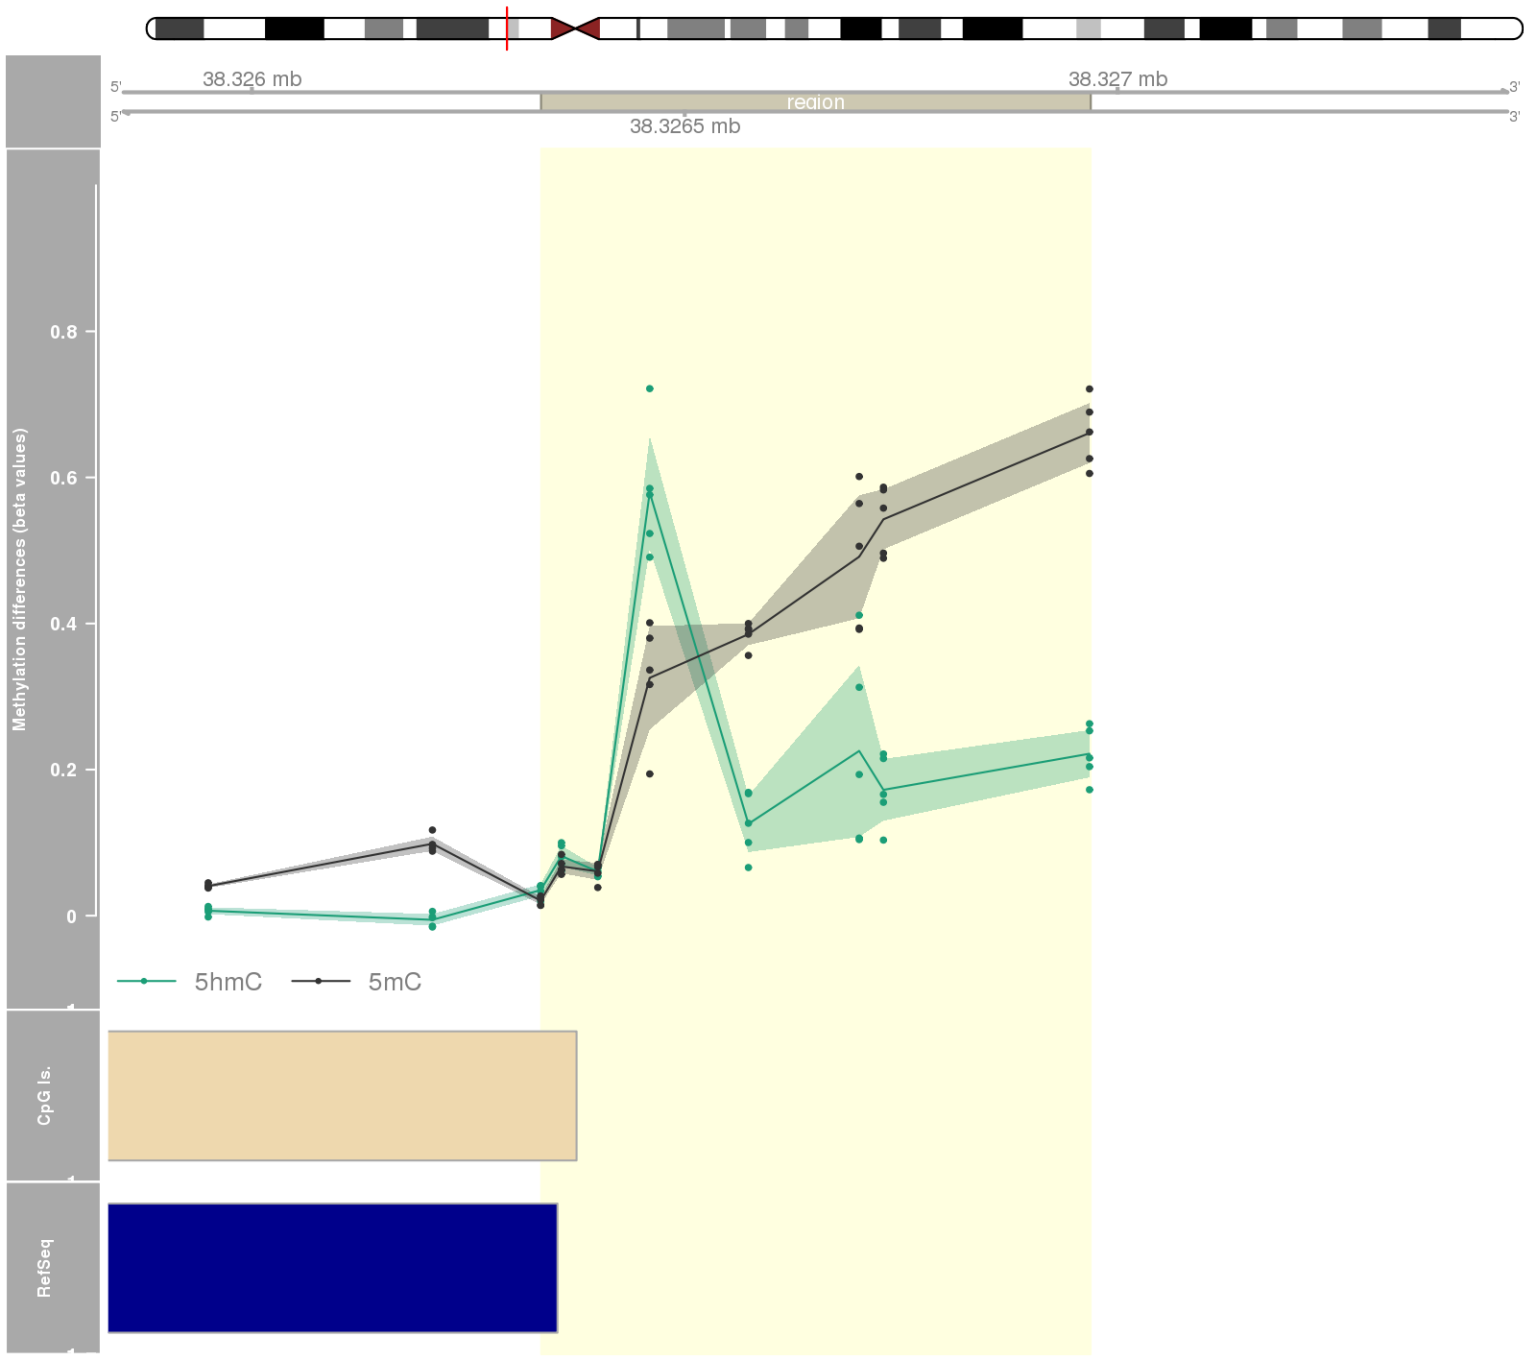 38.326 mb
38.327 mb
5'
3'
region
5'
3'
38.3265 mb
Methylation differences (beta values)
0.8
0.6
0.4
0.2
0
5hmC
5mC
CpG Is.
RefSeq